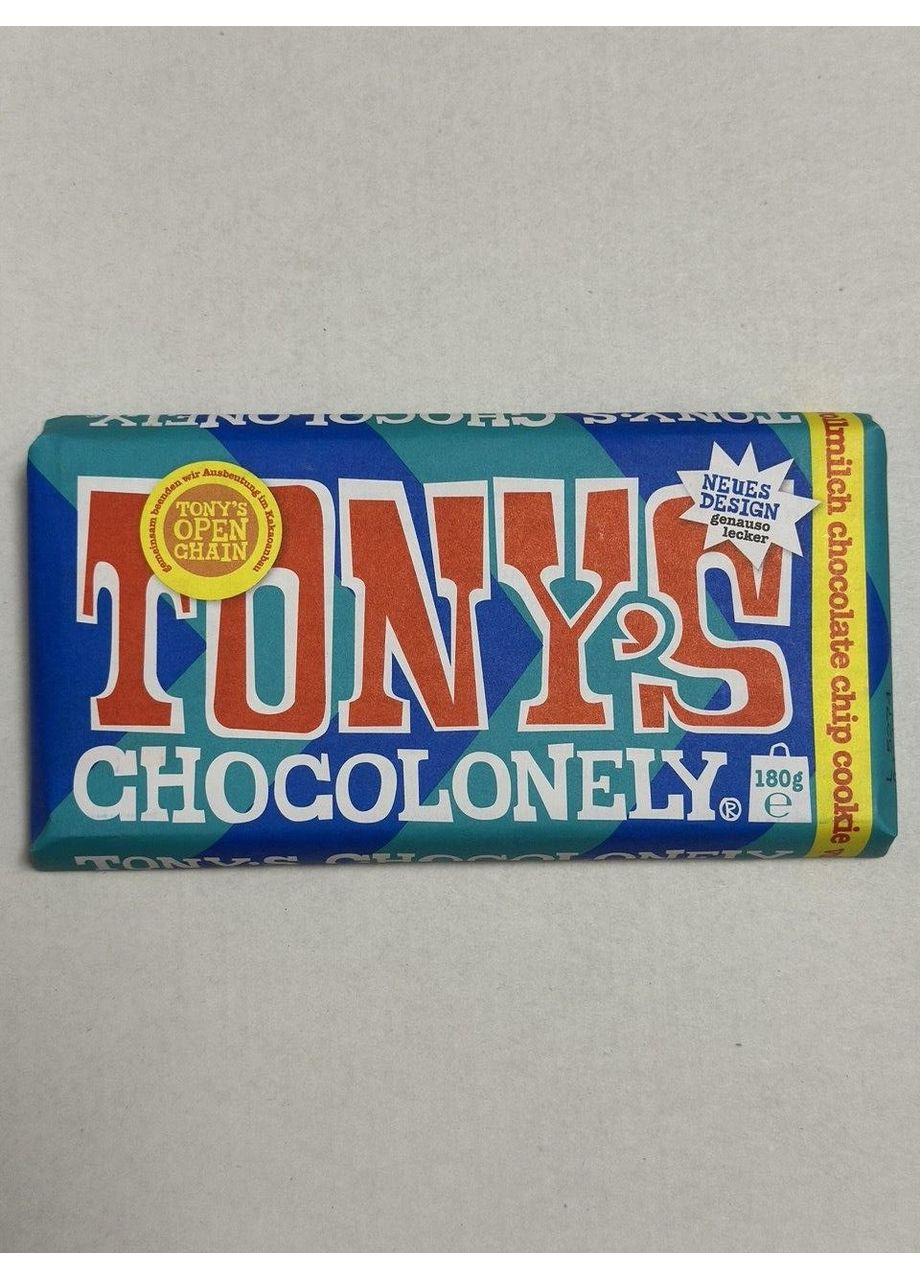 TONY'S CHOCOLONELY
gemeinsam beenden wir Ausbeutung im Kakaoanbau
TONY'S
OPEN
CHAIN
TONY'S
NEUES
DESIGN
genauso
lecker
CHOCOLONELY®
180g
e
chocolate chip cookie
TONY'S CHOCOLONELY